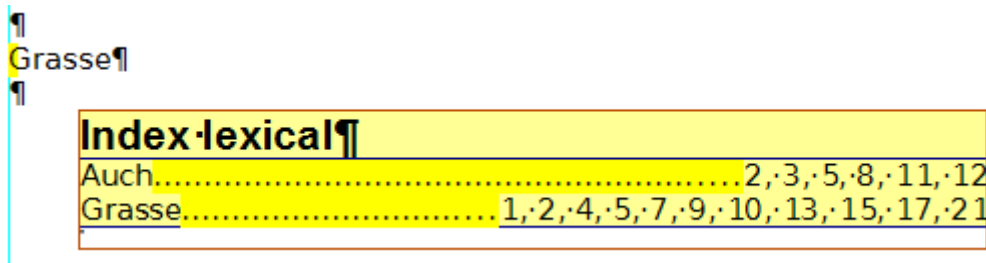 ¶
Grasse¶
¶
Index·lexical¶
Auch.............................................................2,·3,·5,·8,·11,·12
Grasse................................1,·2,·4,·5,·7,·9,·10,·13,·15,·17,·21